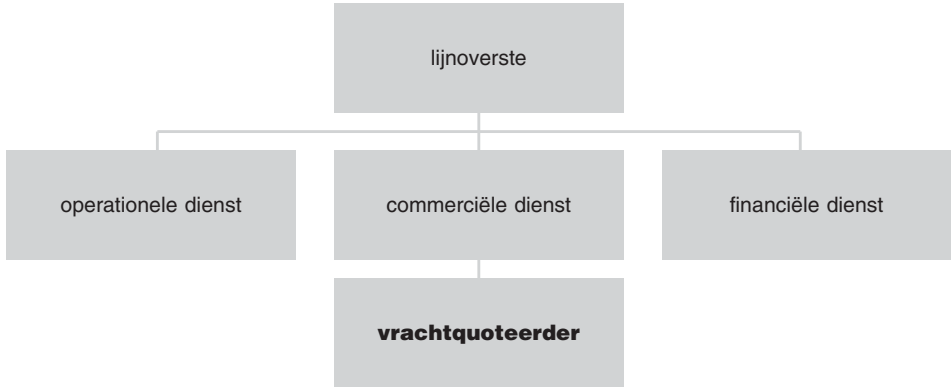 lijnoverste
operationele dienst
commerciële dienst
financiële dienst
vrachtquoteerder